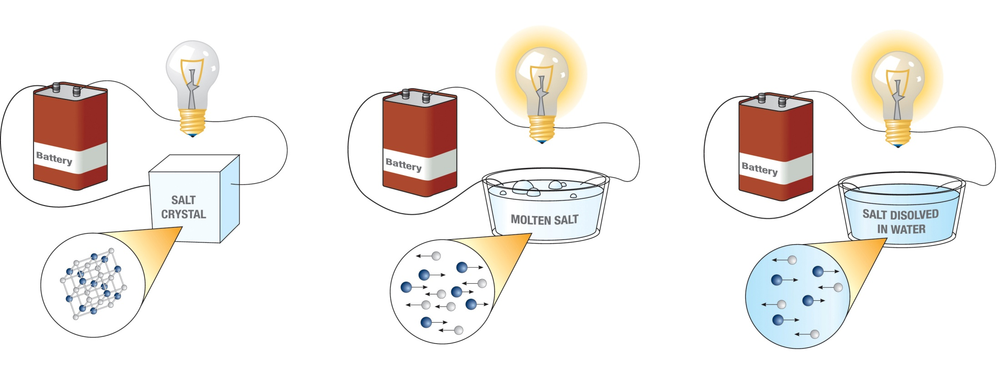 Battery
SALT
CRYSTAL
Battery
MOLTEN SALT
Battery
SALT DISOLVED
IN WATER